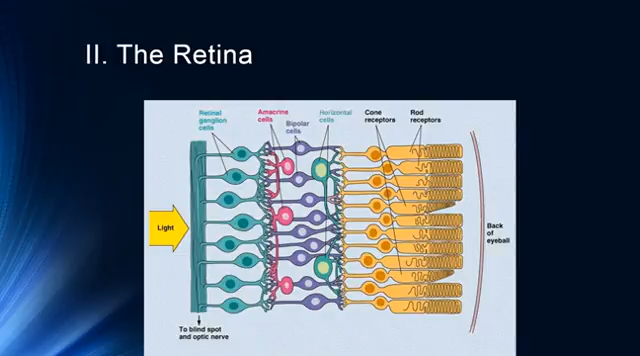 II. The Retina
Retinal
ganglion
cells
Amacrine
cells
Bipolar
cells
Horizontal
cells
Cone
receptors
Rod
receptors
Light
Back
of
eyeball
To blind spot
and optic nerve